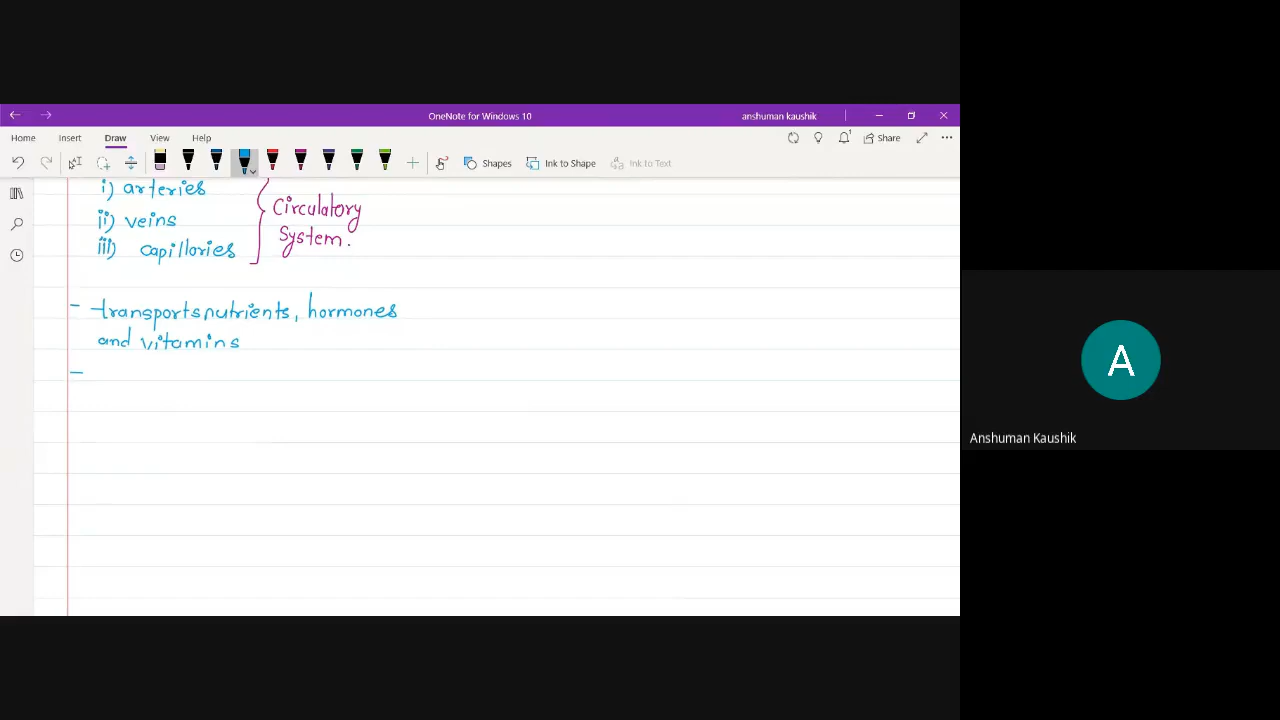 OneNote for Windows 10
anshuman kaushik
Home Insert Draw View Help
Share
Shapes Ink to Shape Ink to Text
i) arteries
ii) veins
iii) capillories
Circulatory
System.
- transports nutrients, hormones
and vitamins
-
A
Anshuman Kaushik